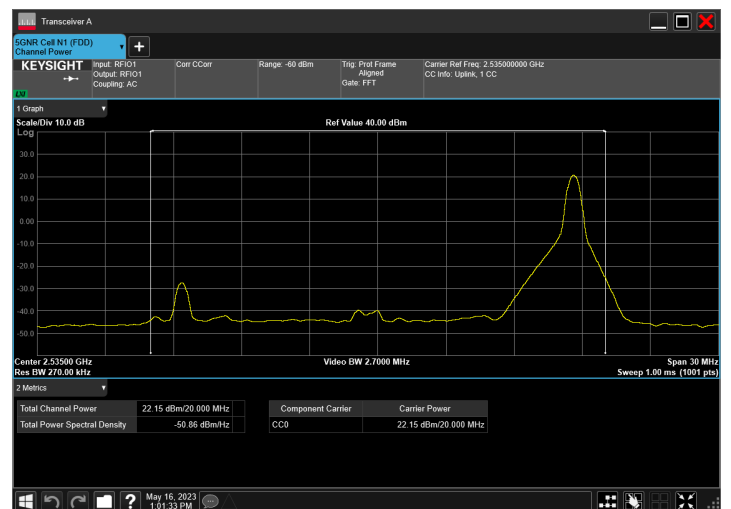 Transceiver A
5GNR Cell N1 (FDD)
Channel Power
KEYSIGHT
LXI
Input: RFIO1
Output: RFIO1
Coupling: AC
Corr CCorr
Range: -60 dBm
Trig: Prot Frame
Aligned
Gate: FFT
Carrier Ref Freq: 2.535000000 GHz
CC Info: Uplink, 1 CC
1 Graph
Scale/Div 10.0 dB
Ref Value 40.00 dBm
Log
30.0
20.0
10.0
0.00
-10.0
-20.0
-30.0
-40.0
-50.0
Center 2.53500 GHz
Video BW 2.7000 MHz
Span 30 MHz
Res BW 270.00 kHz
Sweep 1.00 ms (1001 pts)
2 Metrics
Total Channel Power 22.15 dBm/20.000 MHz
Total Power Spectral Density -50.86 dBm/Hz
Component Carrier Carrier Power
CC0 22.15 dBm/20.000 MHz
?
May 16, 2023
1:01:33 PM